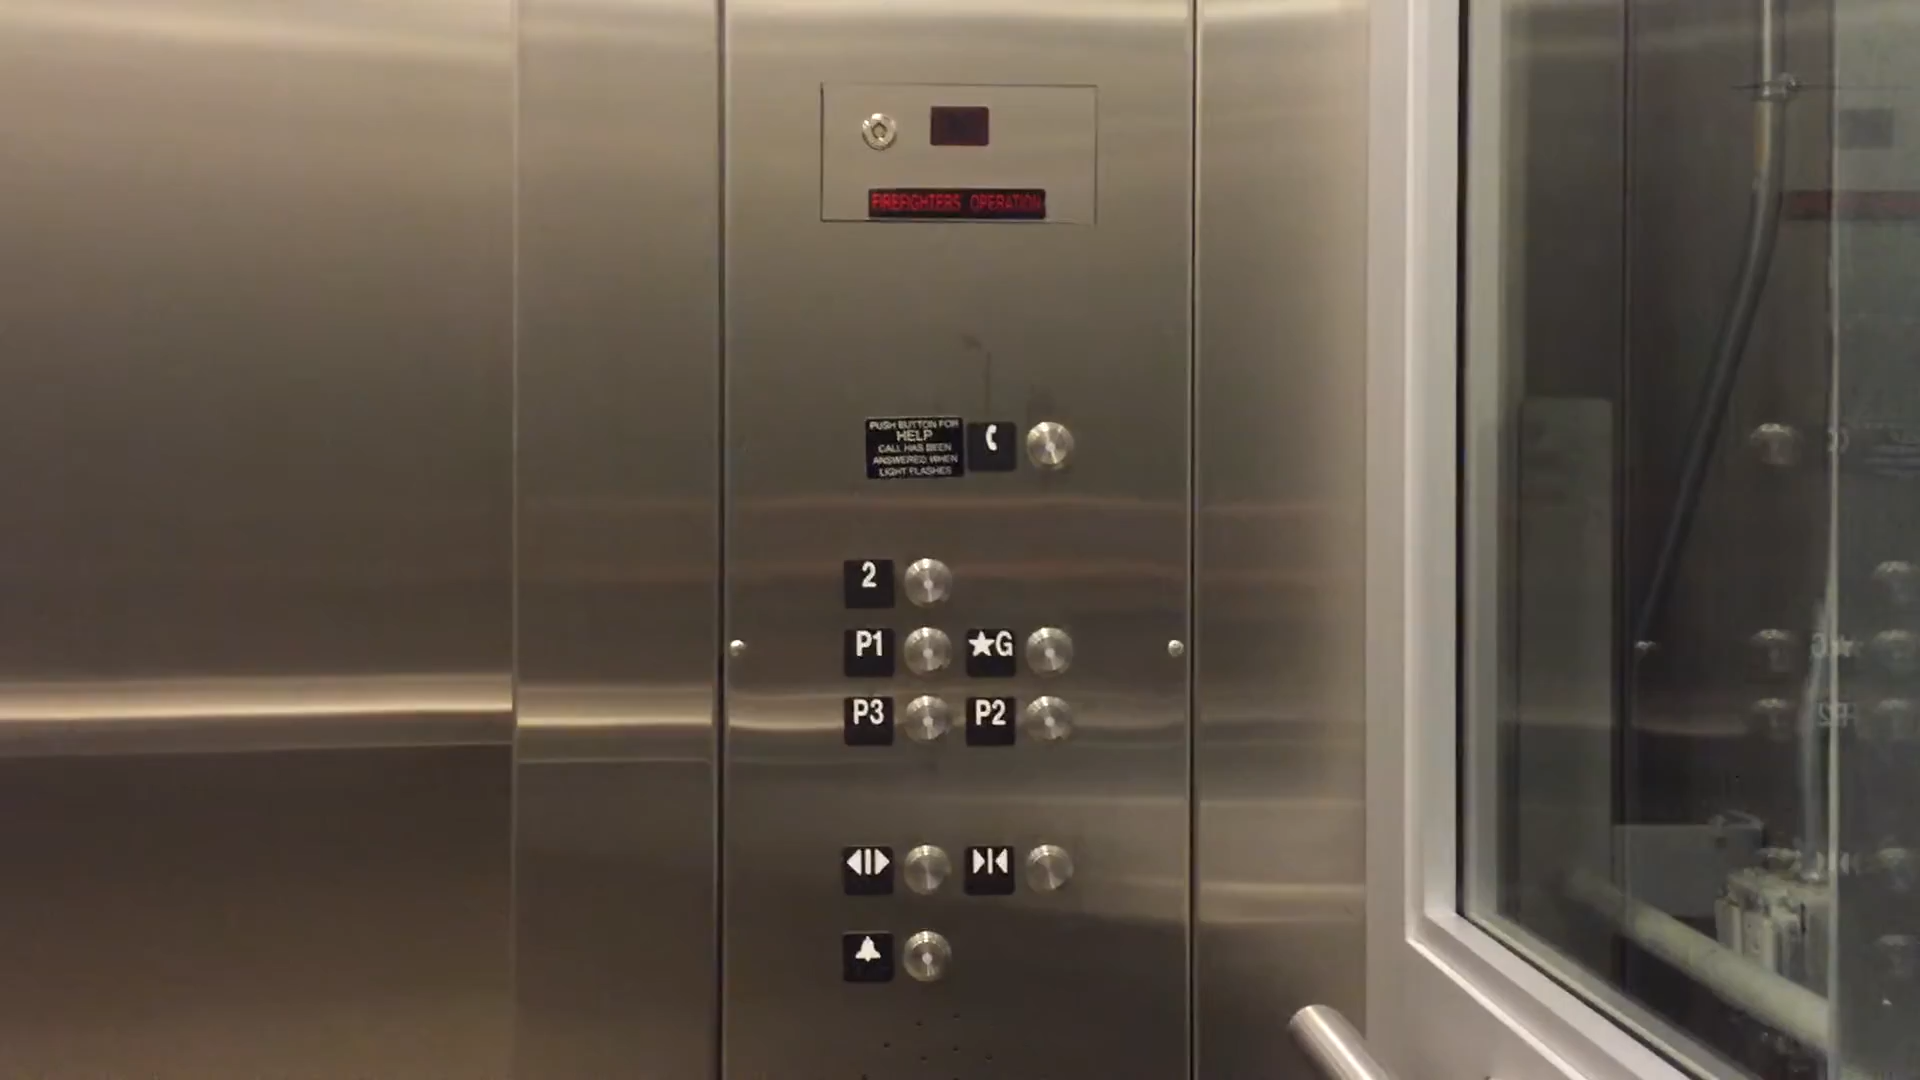 FIREFIGHTERS OPERATION
PUSH BUTTON FOR
HELP
CALL HAS BEEN
ANSWERED WHEN
LIGHT FLASHES
2
P1 ★G
P3 P2